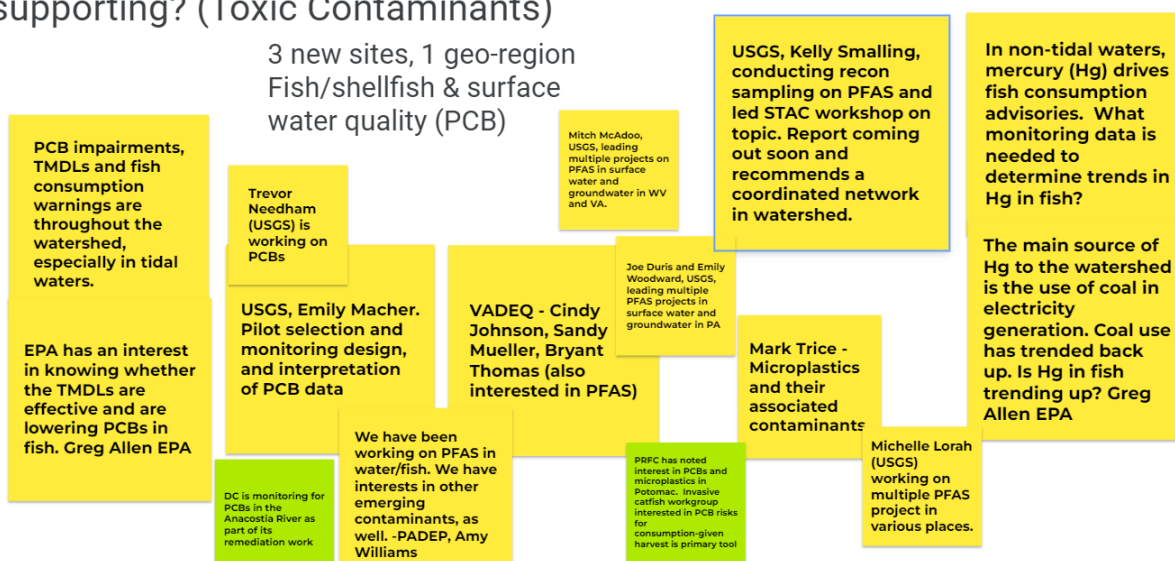 supporting? (Toxic Contaminants)
3 new sites, 1 geo-region
Fish/shellfish & surface
water quality (PCB)
PCB impairments,
TMDLs and fish
consumption
warnings are
throughout the
watershed,
especially in tidal
waters.
EPA has an interest
in knowing whether
the TMDLs are
effective and are
lowering PCBs in
fish. Greg Allen EPA
Trevor
Needham
(USGS) is
working on
PCBs
USGS, Emily Macher.
Pilot selection and
monitoring design,
and interpretation
of PCB data
DC is monitoring for
PCBs in the
Anacostia River as
part of its
remediation work
We have been
working on PFAS in
water/fish. We have
interests in other
emerging
contaminants, as
well. -PADEP, Amy
Williams
VADEQ - Cindy
Johnson, Sandy
Mueller, Bryant
Thomas (also
interested in PFAS)
Mitch McAdoo,
USGS, leading
multiple projects on
PFAS in surface
water and
groundwater in WV
and VA.
Joe Duris and Emily
Woodward, USGS,
leading multiple
PFAS projects in
surface water and
groundwater in PA
PRFC has noted
interest in PCBs and
microplastics in
Potomac. Invasive
catfish workgroup
interested in PCB risks
for
consumption-given
harvest is primary tool
USGS, Kelly Smalling,
conducting recon
sampling on PFAS and
led STAC workshop on
topic. Report coming
out soon and
recommends a
coordinated network
in watershed.
Mark Trice -
Microplastics
and their
associated
contaminants
Michelle Lorah
(USGS)
working on
multiple PFAS
project in
various places.
In non-tidal waters,
mercury (Hg) drives
fish consumption
advisories. What
monitoring data is
needed to
determine trends in
Hg in fish?
The main source of
Hg to the watershed
is the use of coal in
electricity
generation. Coal use
has trended back
up. Is Hg in fish
trending up? Greg
Allen EPA